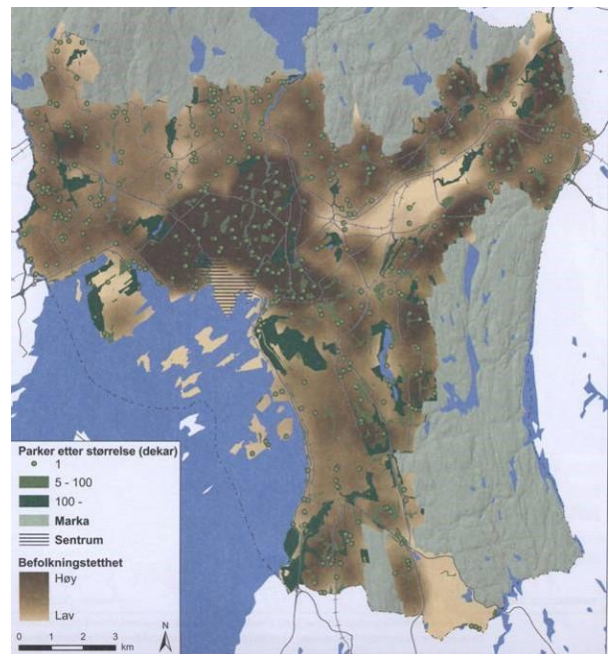 Parker etter størrelse (dekar)
1
5 - 100
100 -
Marka
Sentrum
Befolkningstetthet
Høy
Lav
0 1 2 3
km
N